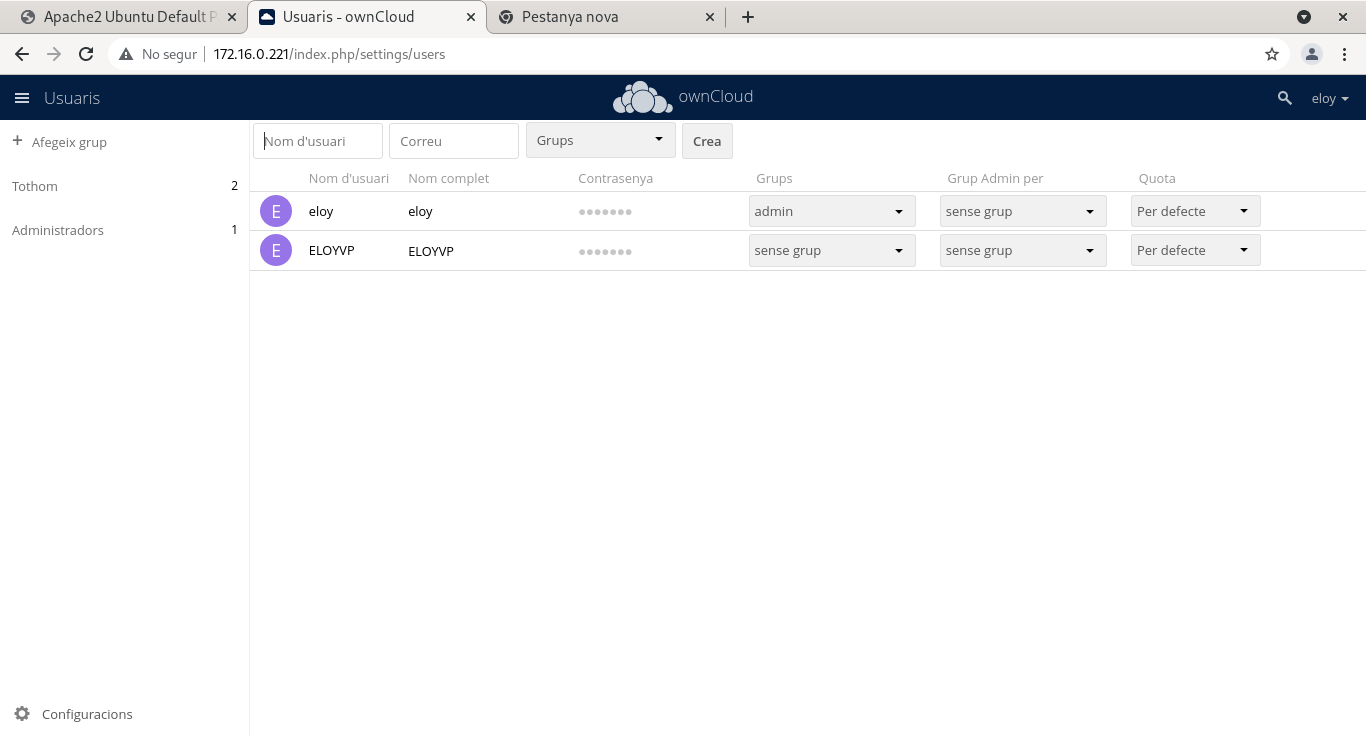 Apache2 Ubuntu Default P
Usuaris - ownCloud
Pestanya nova
No segur
172.16.0.221/index.php/settings/users
Usuaris
ownCloud
eloy
Afegeix grup
Nom d'usuari
Correu
Grups
Crea
Tothom 2
Administradors 1
Nom d'usuari Nom complet Contrasenya Grups Grup Admin per Quota
E eloy eloy ●●●●●●● admin sense grup Per defecte
E ELOYVP ELOYVP ●●●●●●● sense grup sense grup Per defecte
Configuracions